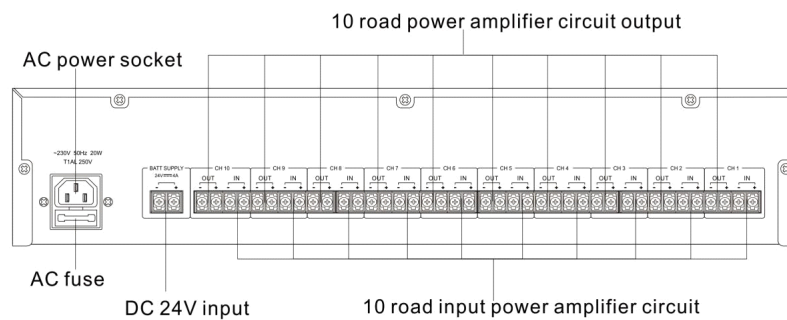 10 road power amplifier circuit output
AC power socket
~230V 50Hz 20W
T1AL 250V
BATT SUPPLY CH 10 CH 9 CH 8 CH 7 CH 6 CH 5 CH 4 CH 3 CH 2 CH 1
24V⎓4A
OUT IN OUT IN OUT IN OUT IN OUT IN OUT IN OUT IN OUT IN OUT IN OUT IN
AC fuse
DC 24V input
10 road input power amplifier circuit